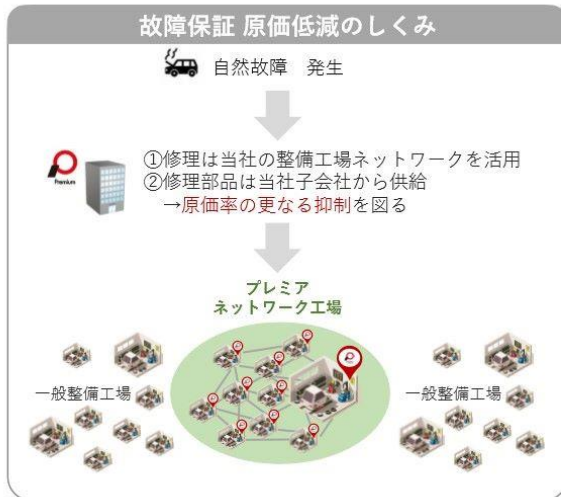 故障保証 原価低減のしくみ
自然故障 発生
①修理は当社の整備工場ネットワークを活用
②修理部品は当社子会社から供給
→原価率の更なる抑制を図る
Premium
プレミア
ネットワーク工場
一般整備工場
一般整備工場